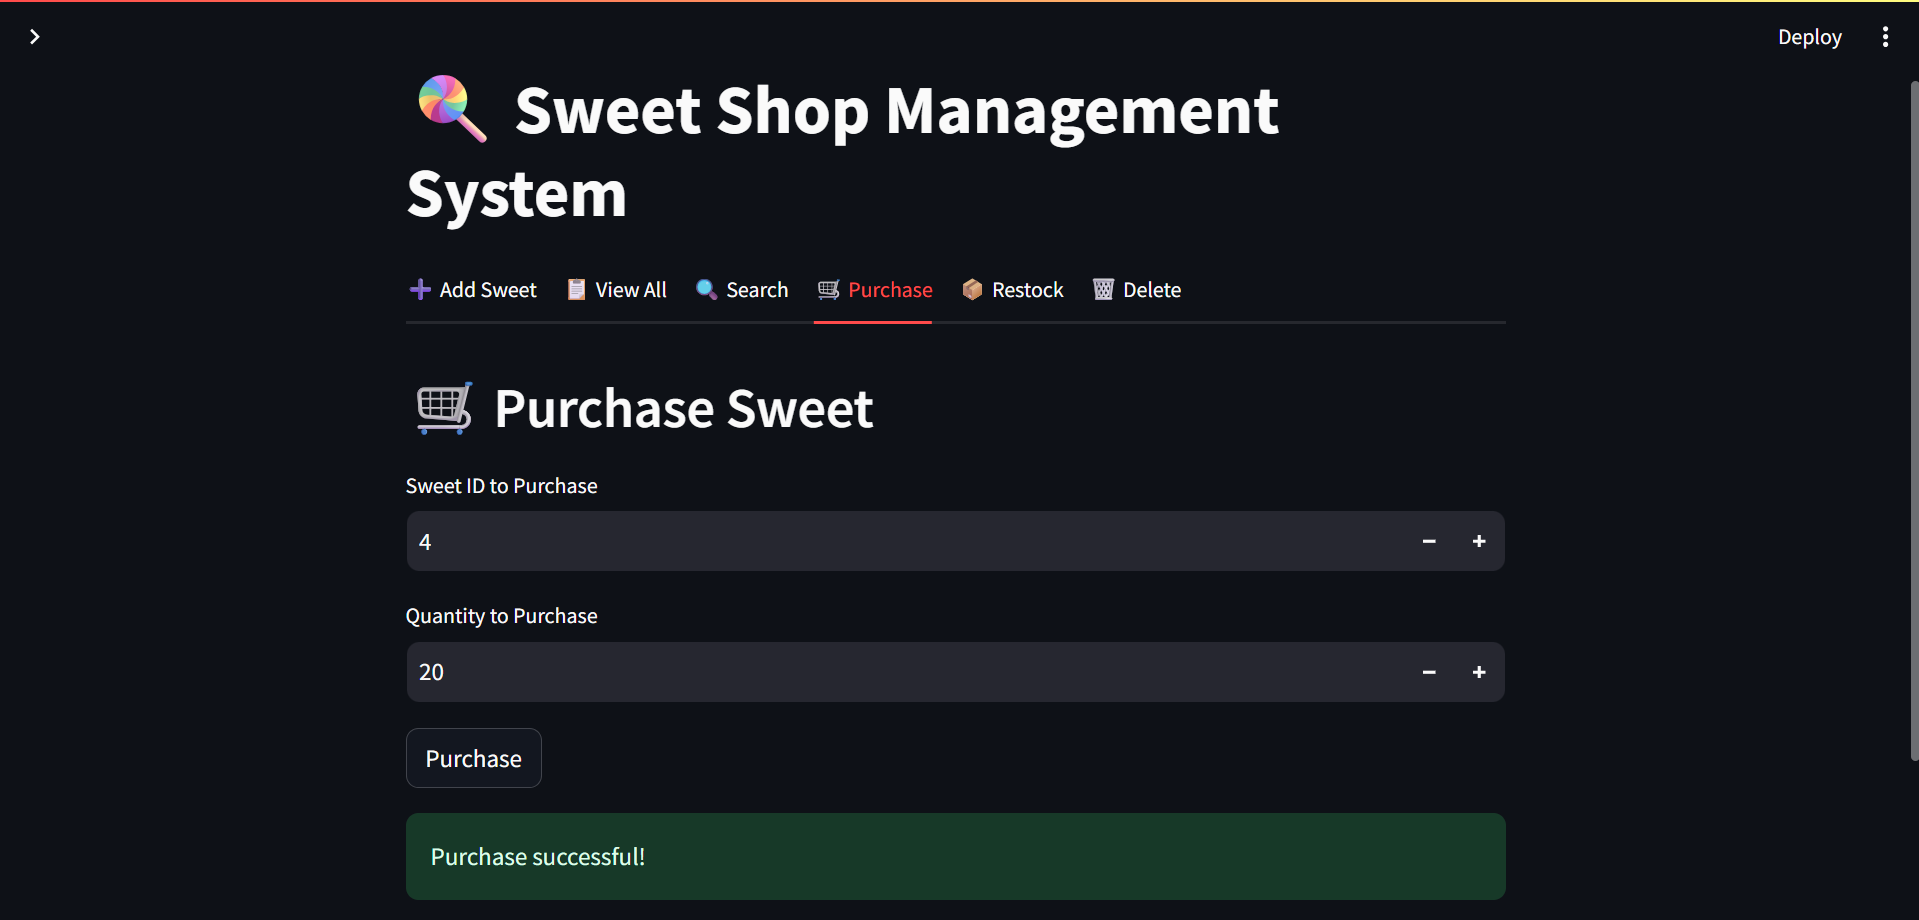 Deploy
Sweet Shop Management
System
Add Sweet View All Search Purchase Restock Delete
Purchase Sweet
Sweet ID to Purchase
4
Quantity to Purchase
20
Purchase
Purchase successful!